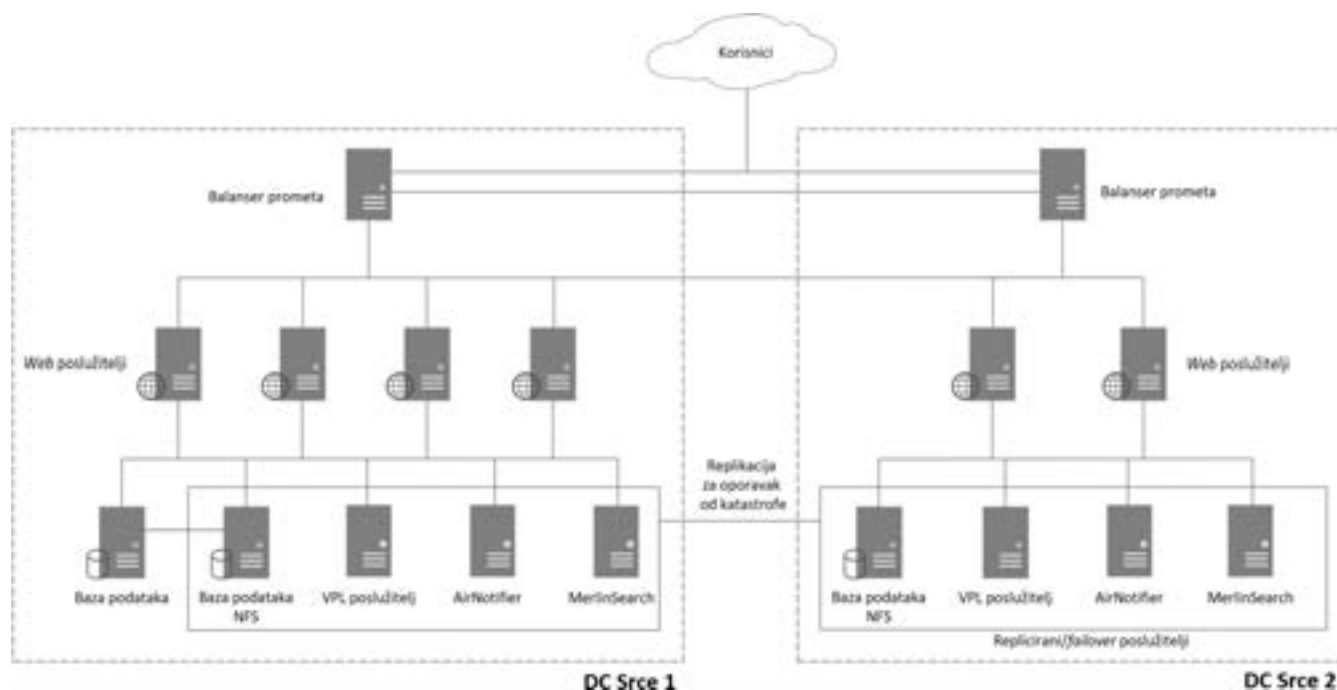 Korisnici
Balanser prometa
Balanser prometa
Web poslužitelji
Web poslužitelji
Replikacija
za oporavak
od katastrofe
Baza podataka
Baza podataka
NFS
VPL poslužitelj
AirNotifier
MerlinSearch
Baza podataka
NFS
VPL poslužitelj
AirNotifier
MerlinSearch
Replicirani/failover poslužitelji
DC Srce 1
DC Srce 2